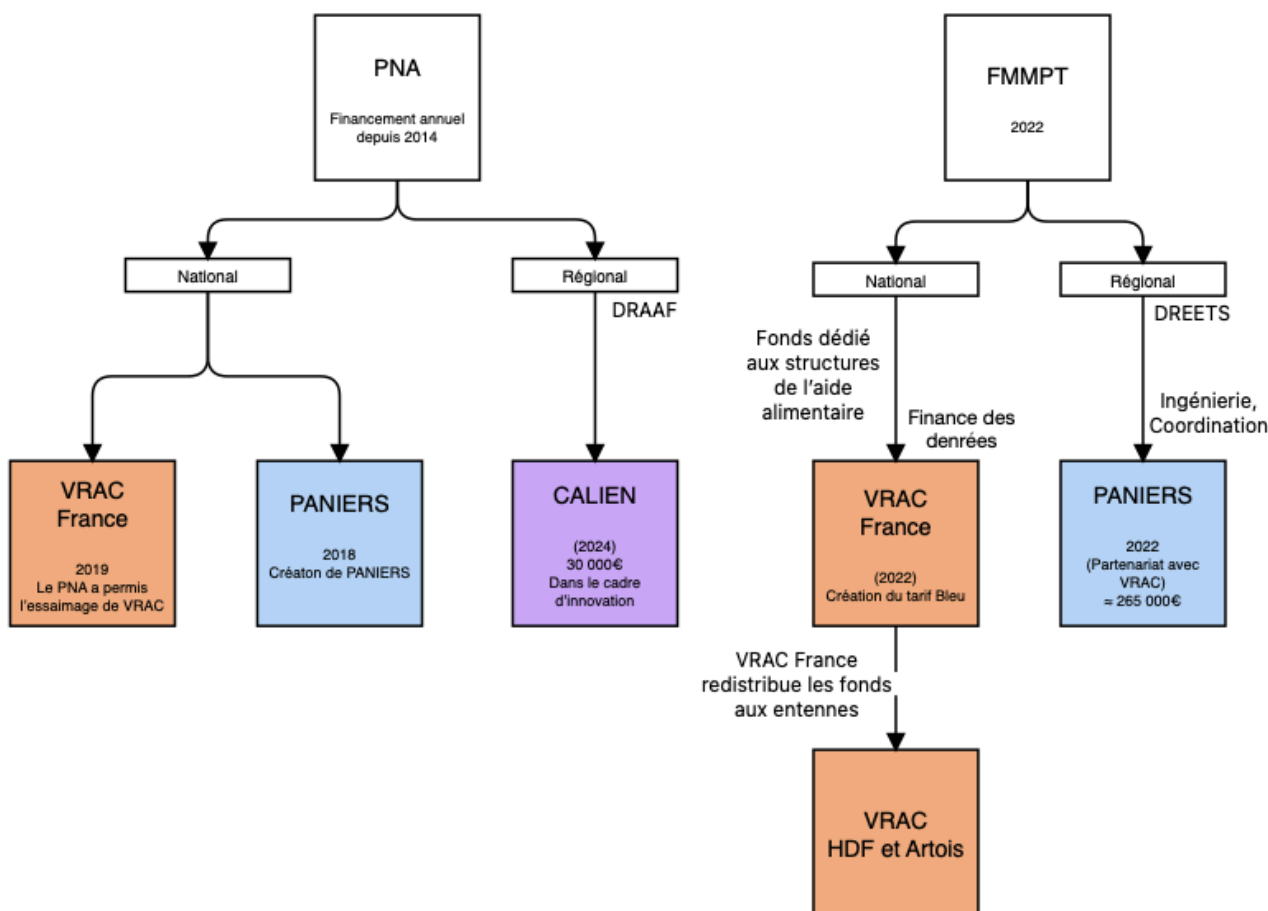 PNA
Financement annuel
depuis 2014
National
Régional
DRAAF
VRAC
France
2019
Le PNA a permis
l'essaimage de VRAC
PANIERS
2018
Créaton de PANIERS
CALIEN
(2024)
30 000€
Dans le cadre
d'innovation
FMMPT
2022
National
Régional
DREETS
Fonds dédié
aux structures
de l'aide
alimentaire
Finance des
denrées
Ingénierie,
Coordination
VRAC
France
(2022)
Création du tarif Bleu
PANIERS
2022
(Partenariat avec
VRAC)
≈ 265 000€
VRAC France
redistribue les fonds
aux entennes
VRAC
HDF et Artois